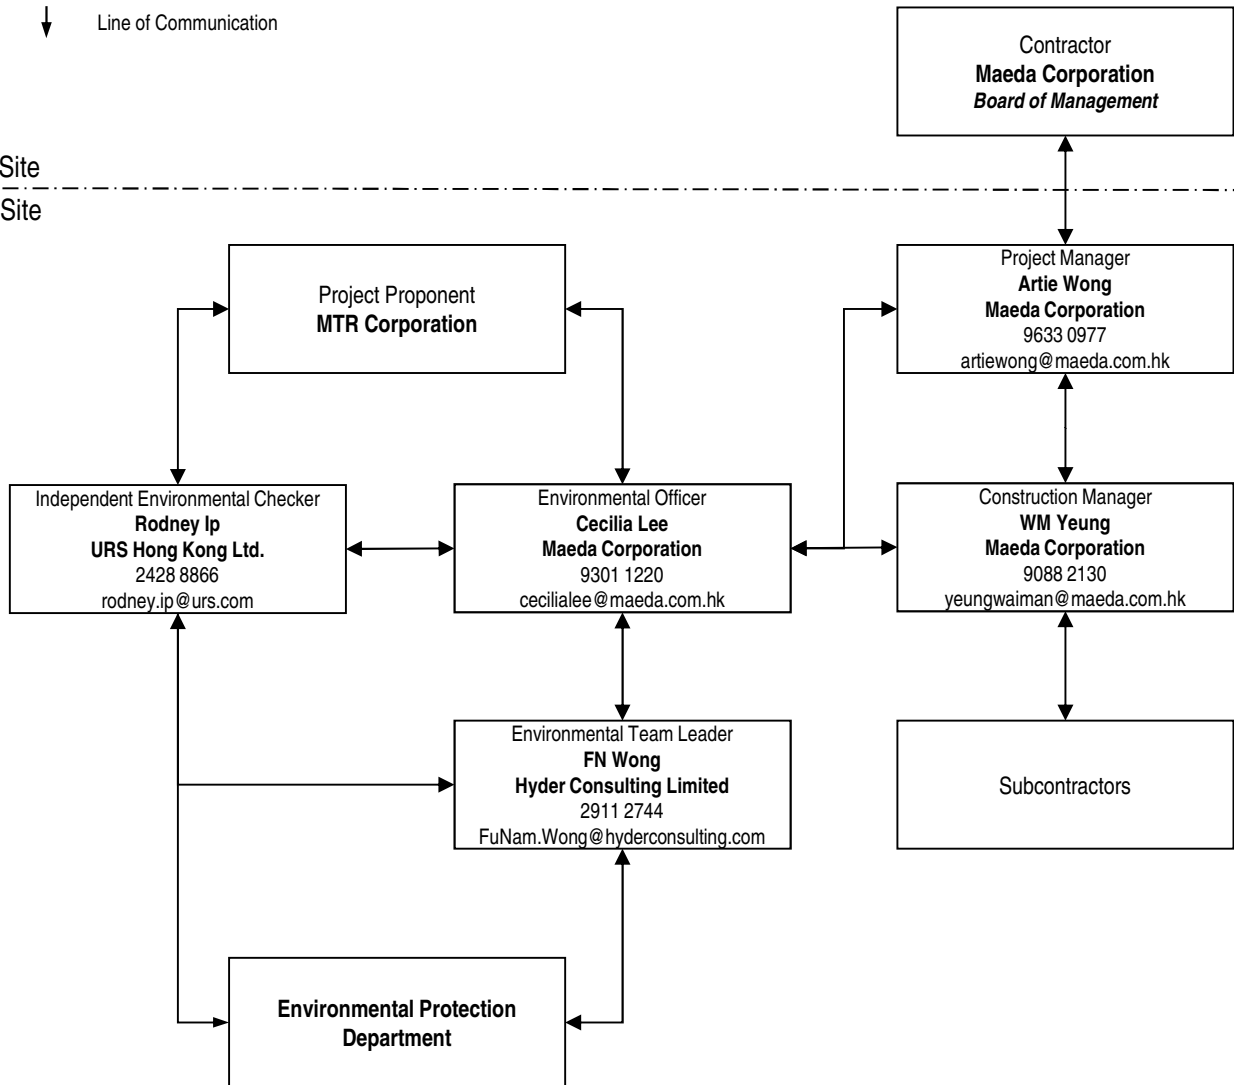 Line of Communication
Contractor
Maeda Corporation
Board of Management
Site
Site
Project Proponent
MTR Corporation
Project Manager
Artie Wong
Maeda Corporation
9633 0977
artiewong@maeda.com.hk
Independent Environmental Checker
Rodney Ip
URS Hong Kong Ltd.
2428 8866
rodney.ip@urs.com
Environmental Officer
Cecilia Lee
Maeda Corporation
9301 1220
cecilialee@maeda.com.hk
Construction Manager
WM Yeung
Maeda Corporation
9088 2130
yeungwaiman@maeda.com.hk
Environmental Team Leader
FN Wong
Hyder Consulting Limited
2911 2744
FuNam.Wong@hyderconsulting.com
Subcontractors
Environmental Protection
Department